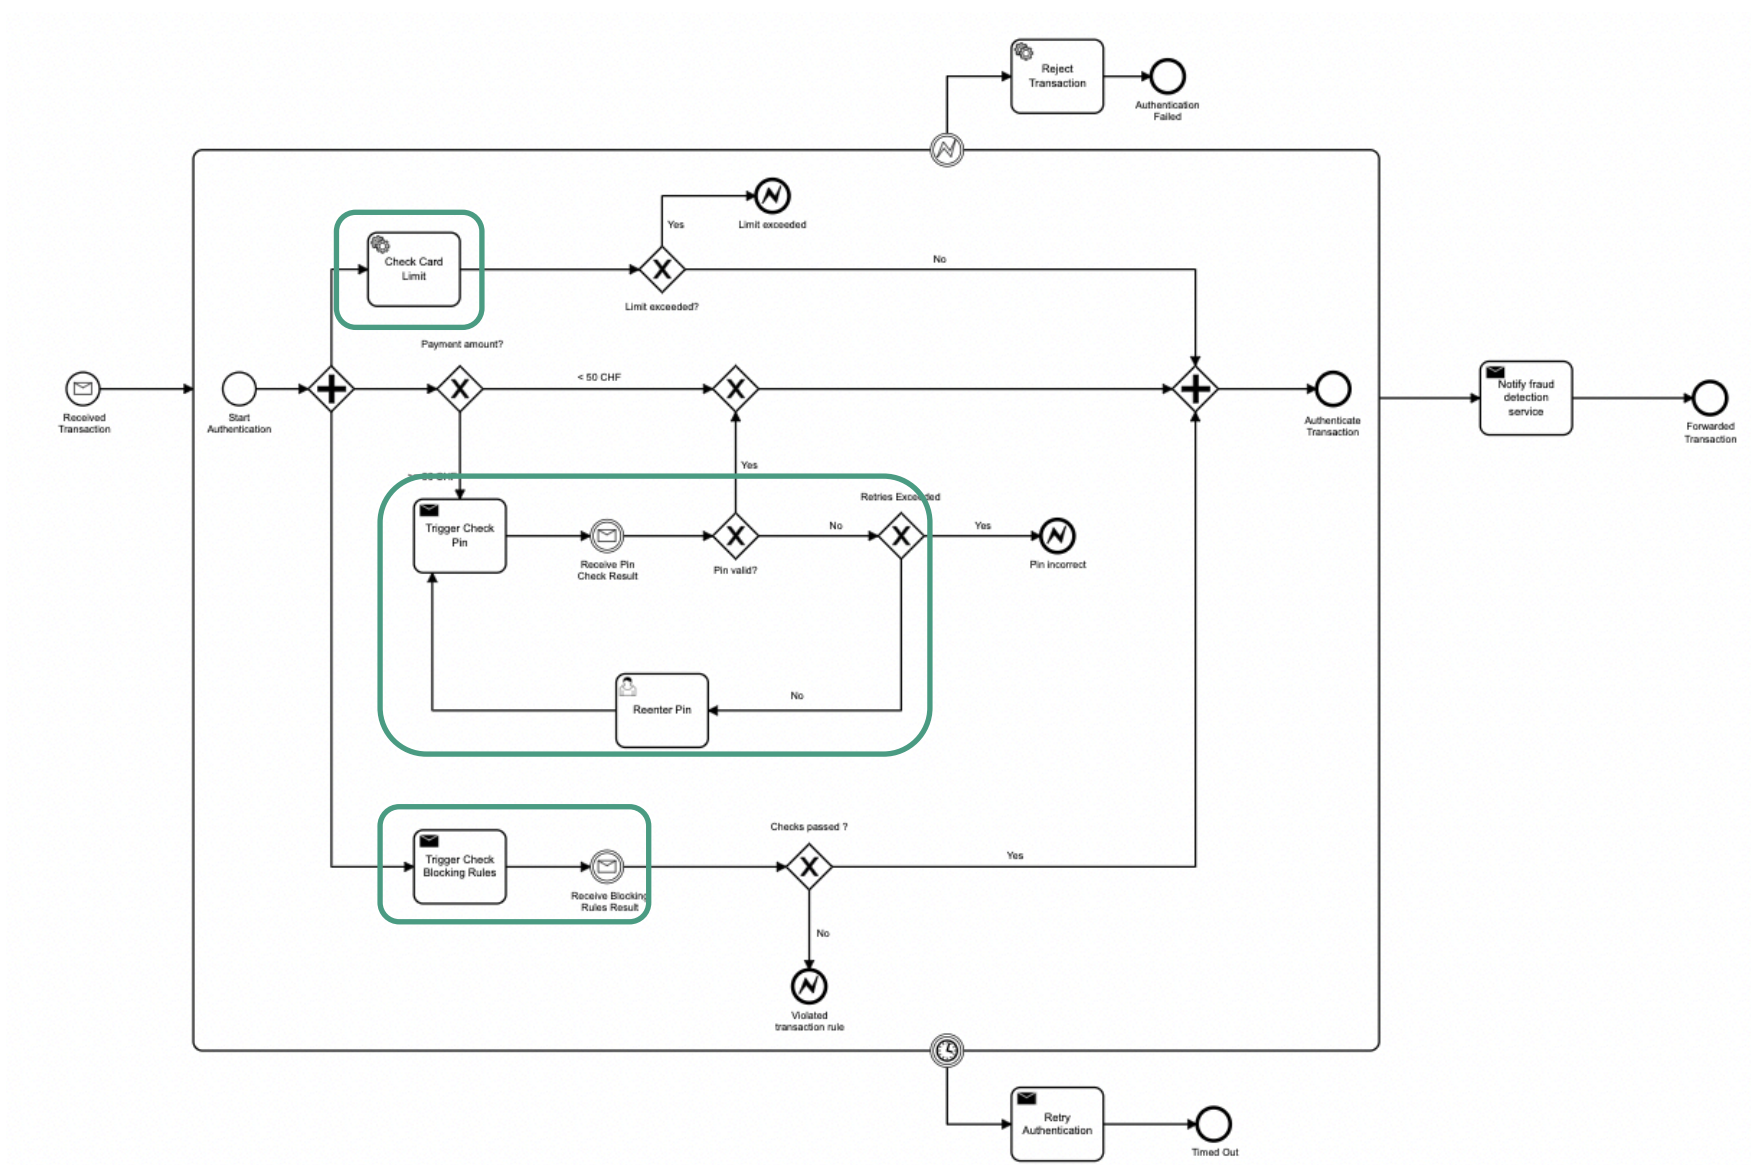 Reject
Transaction
Authentication
Failed
Yes
Limit exceeded
Check Card
Limit
No
Limit exceeded?
Payment amount?
< 50 CHF
Received
Transaction
Start
Authentication
Authenticate
Transaction
Notify fraud
detection
service
Forwarded
Transaction
Yes
Retries Exceeded
Trigger Check
Pin
No
Yes
Receive Pin
Check Result
Pin valid?
Pin incorrect
Reenter Pin
No
Checks passed ?
Trigger Check
Blocking Rules
Yes
Receive Blocking
Rules Result
No
Violated
transaction rule
Retry
Authentication
Timed Out